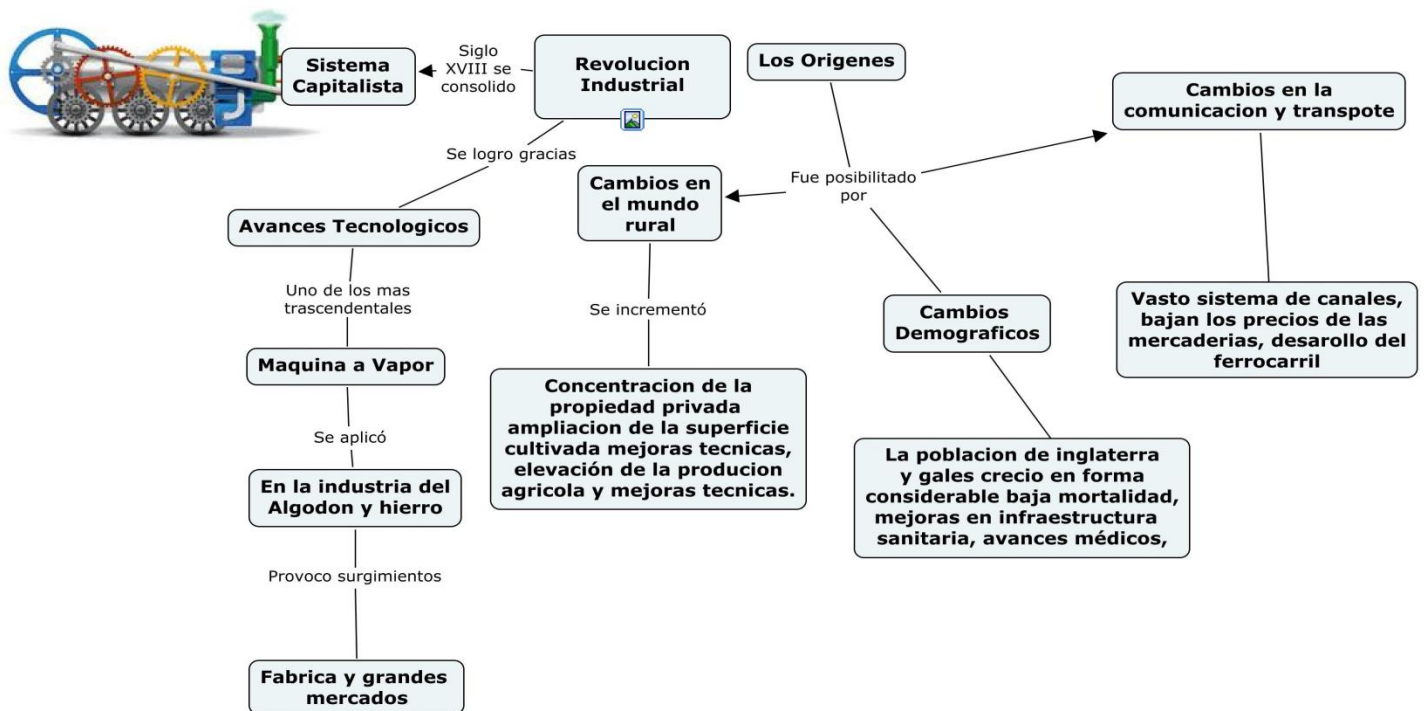 Sistema
Capitalista
Siglo
XVIII se
consolido
Revolucion
Industrial
Se logro gracias
Avances Tecnologicos
Uno de los mas
trascendentales
Maquina a Vapor
Se aplicó
En la industria del
Algodon y hierro
Provoco surgimientos
Fabrica y grandes
mercados
Los Origenes
Fue posibilitado
por
Cambios en
el mundo
rural
Se incrementó
Concentracion de la
propiedad privada
ampliacion de la superficie
cultivada mejoras tecnicas,
elevación de la producion
agricola y mejoras tecnicas.
Cambios
Demograficos
La poblacion de inglaterra
y gales crecio en forma
considerable baja mortalidad,
mejoras en infraestructura
sanitaria, avances médicos,
Cambios en la
comunicacion y transpote
Vasto sistema de canales,
bajan los precios de las
mercaderias, desarollo del
ferrocarril